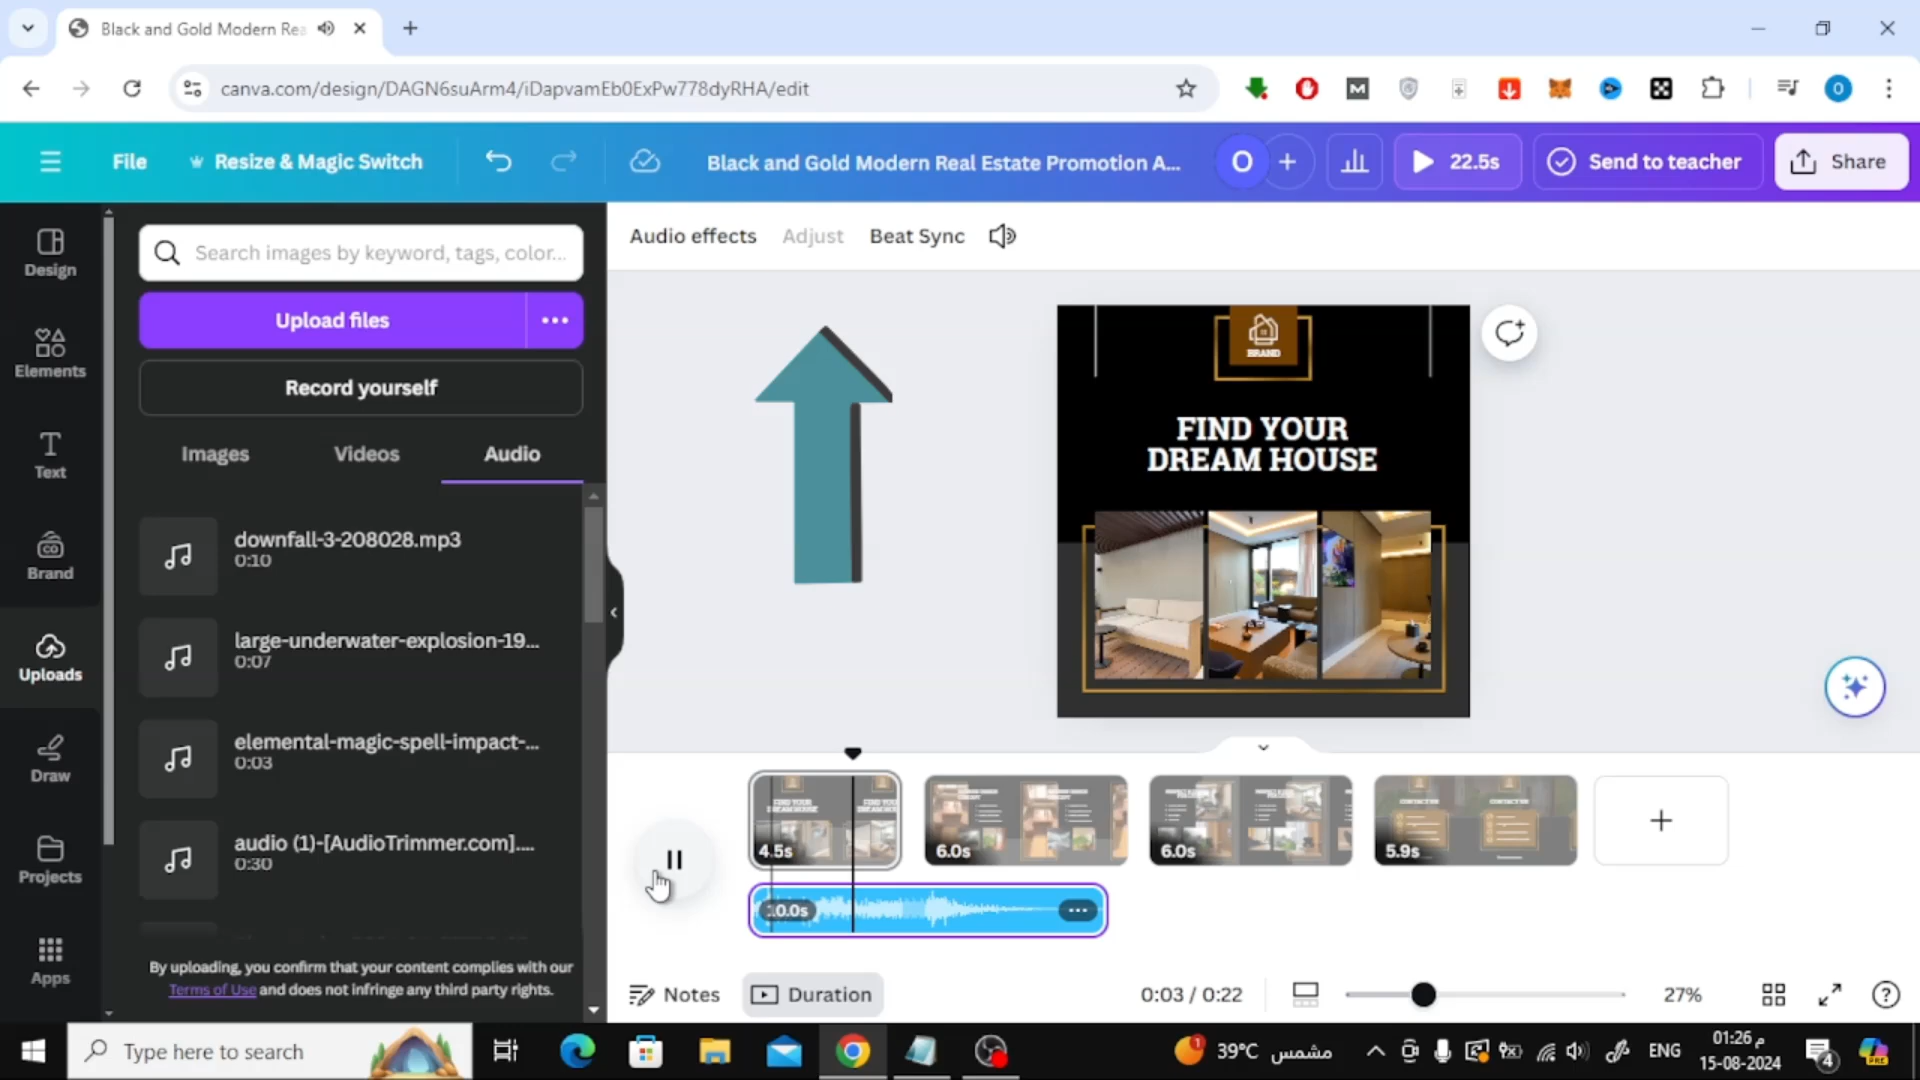 Black and Gold Modern Rea
canva.com/design/DAGN6suArm4/iDapvamEb0ExPw778dyRHA/edit
File
Resize & Magic Switch
Black and Gold Modern Real Estate Promotion A...
O
22.5s
Send to teacher
Share
Design
Elements
Text
Brand
Uploads
Draw
Projects
Apps
Search images by keyword, tags, color...
Upload files
Record yourself
Images
Videos
Audio
downfall-3-208028.mp3
0:10
large-underwater-explosion-19...
0:07
elemental-magic-spell-impact-...
0:03
audio (1)-[AudioTrimmer.com]....
0:30
By uploading, you confirm that your content complies with our
Terms of Use and does not infringe any third party rights.
Audio effects
Adjust
Beat Sync
BRAND
FIND YOUR
DREAM HOUSE
4.5s
6.0s
6.0s
5.9s
10.0s
Notes
Duration
0:03 / 0:22
27%
Type here to search
39°C مشمس
ENG
01:26 م
15-08-2024
4